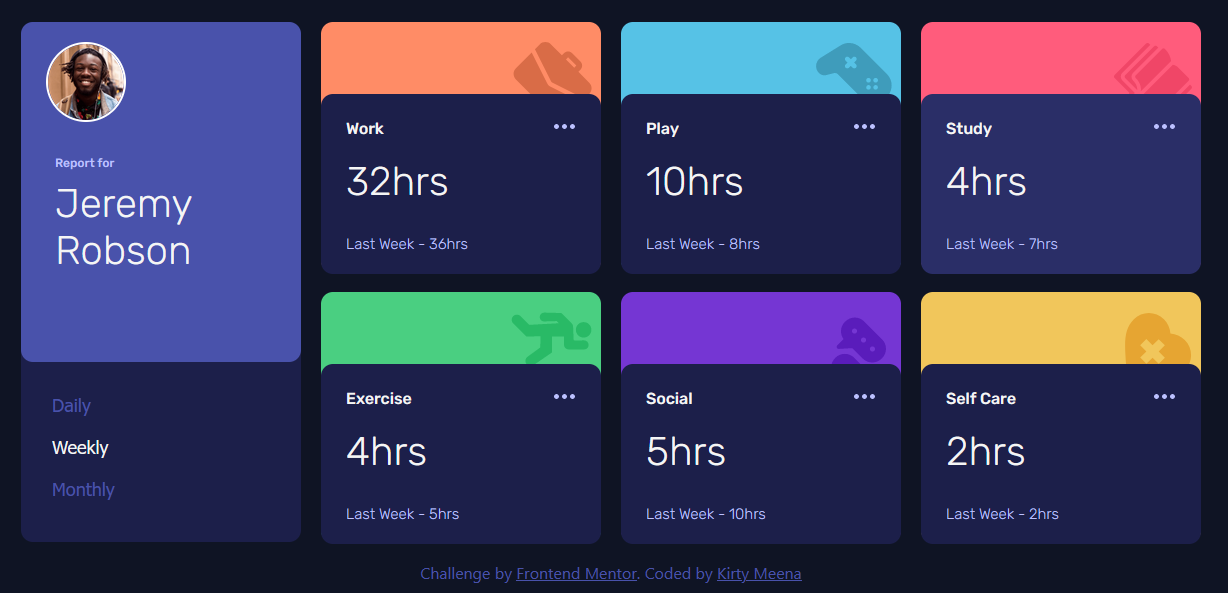 Report for
Jeremy
Robson
Daily
Weekly
Monthly
Work
32hrs
Last Week - 36hrs
Play
10hrs
Last Week - 8hrs
Study
4hrs
Last Week - 7hrs
Exercise
4hrs
Last Week - 5hrs
Social
5hrs
Last Week - 10hrs
Self Care
2hrs
Last Week - 2hrs
Challenge by Frontend Mentor. Coded by Kirty Meena